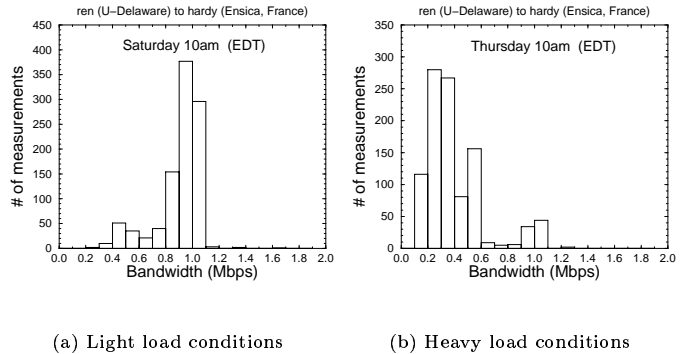 ren (U−Delaware) to hardy (Ensica, France)
450
400
350
300
250
200
150
100
50
0
# of measurements
Saturday 10am (EDT)
0.0 0.2 0.4 0.6 0.8 1.0 1.2 1.4 1.6 1.8 2.0
Bandwidth (Mbps)
(a) Light load conditions
ren (U−Delaware) to hardy (Ensica, France)
350
300
250
200
150
100
50
0
# of measurements
Thursday 10am (EDT)
0.0 0.2 0.4 0.6 0.8 1.0 1.2 1.4 1.6 1.8 2.0
Bandwidth (Mbps)
(b) Heavy load conditions